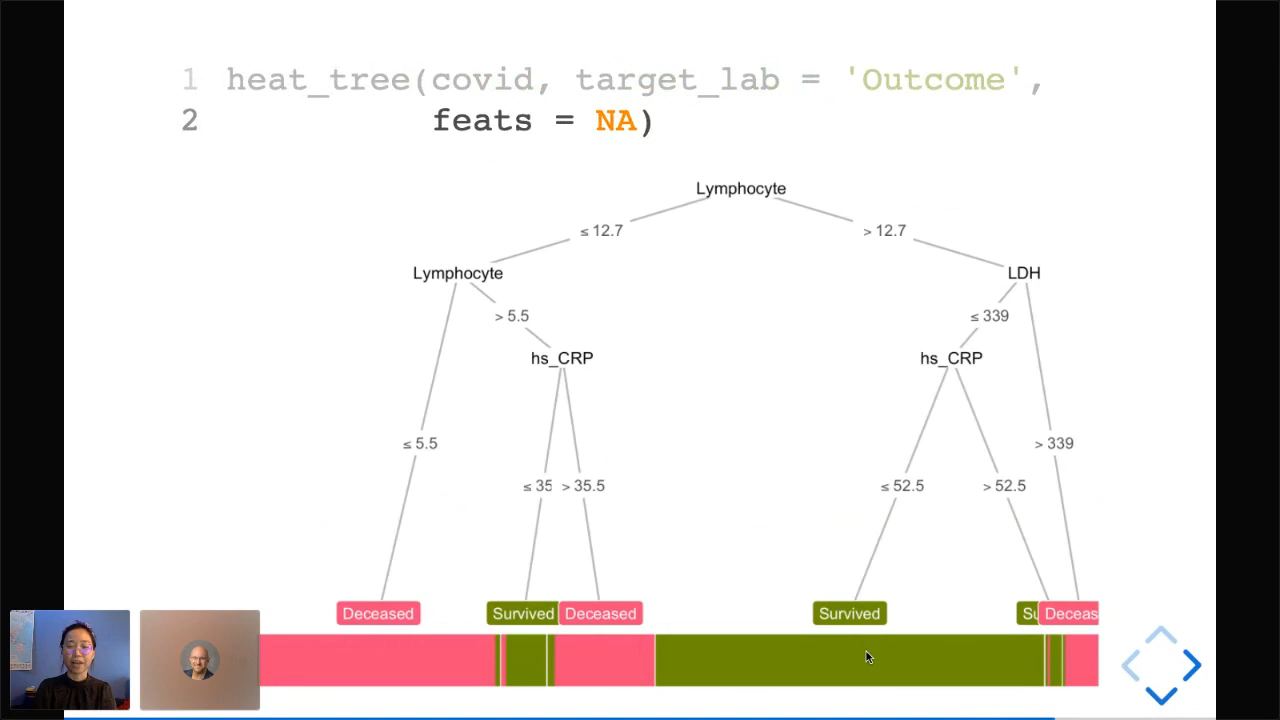 1 heat_tree(covid, target_lab = 'Outcome',
2 feats = NA)
Lymphocyte
≤ 12.7 > 12.7
Lymphocyte LDH
> 5.5 ≤ 339
hs_CRP hs_CRP
≤ 5.5 > 339
≤ 35 > 35.5 ≤ 52.5 > 52.5
Deceased Survived Deceased Survived Su Deceas